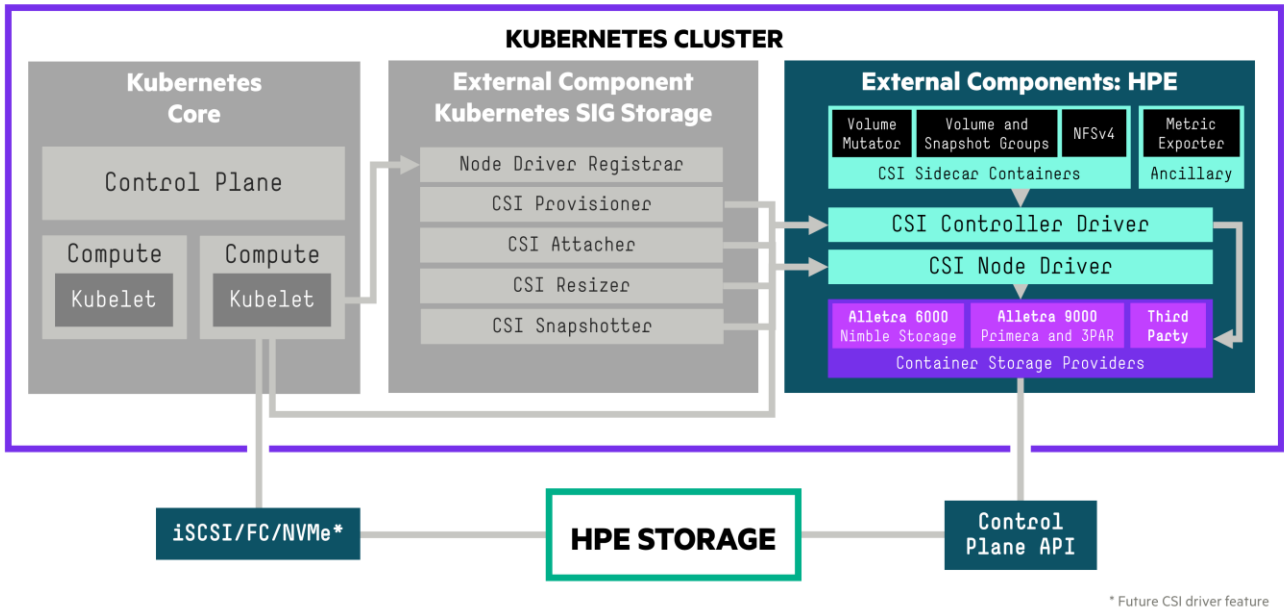 KUBERNETES CLUSTER
Kubernetes
Core
Control Plane
Compute
Kubelet
Compute
Kubelet
External Component
Kubernetes SIG Storage
Node Driver Registrar
CSI Provisioner
CSI Attacher
CSI Resizer
CSI Snapshotter
External Components: HPE
Volume
Mutator
Volume and
Snapshot Groups
NFSv4
CSI Sidecar Containers
Metric
Exporter
Ancillary
CSI Controller Driver
CSI Node Driver
Alletra 6000
Nimble Storage
Alletra 9000
Primera and 3PAR
Third
Party
Container Storage Providers
iSCSI/FC/NVMe*
HPE STORAGE
Control
Plane API
* Future CSI driver feature